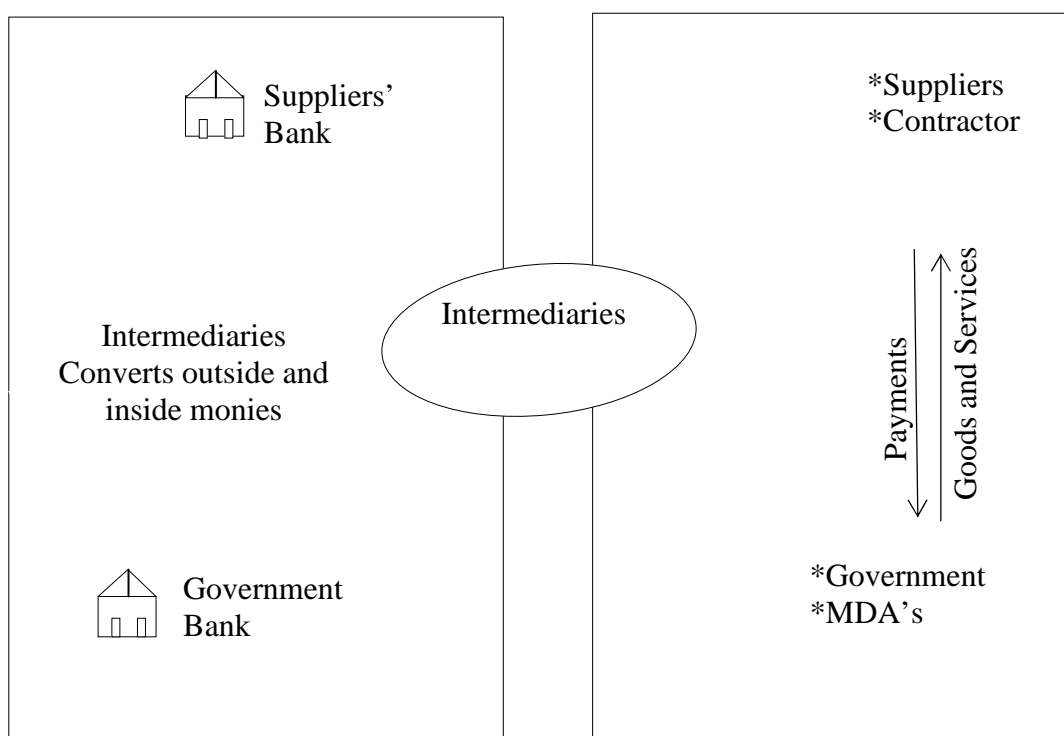 Suppliers’
Bank
Intermediaries
Converts outside and
inside monies
Government
Bank
Intermediaries
*Suppliers
*Contractor
Payments
Goods and Services
*Government
*MDA’s